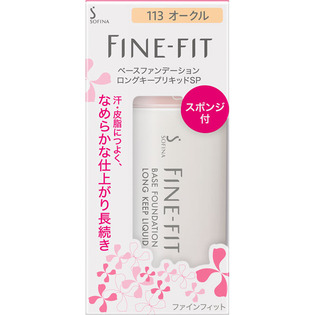 S
SOFINA
113 オークル
FINE-FIT
ベースファンデーション
ロングキープリキッドSP
スポンジ
付
汗・皮脂につよく、
なめらかな仕上がり長続き
S
SOFINA
FINE-FIT
BASE FOUNDATION
LONG KEEP LIQUID
ファインフィット